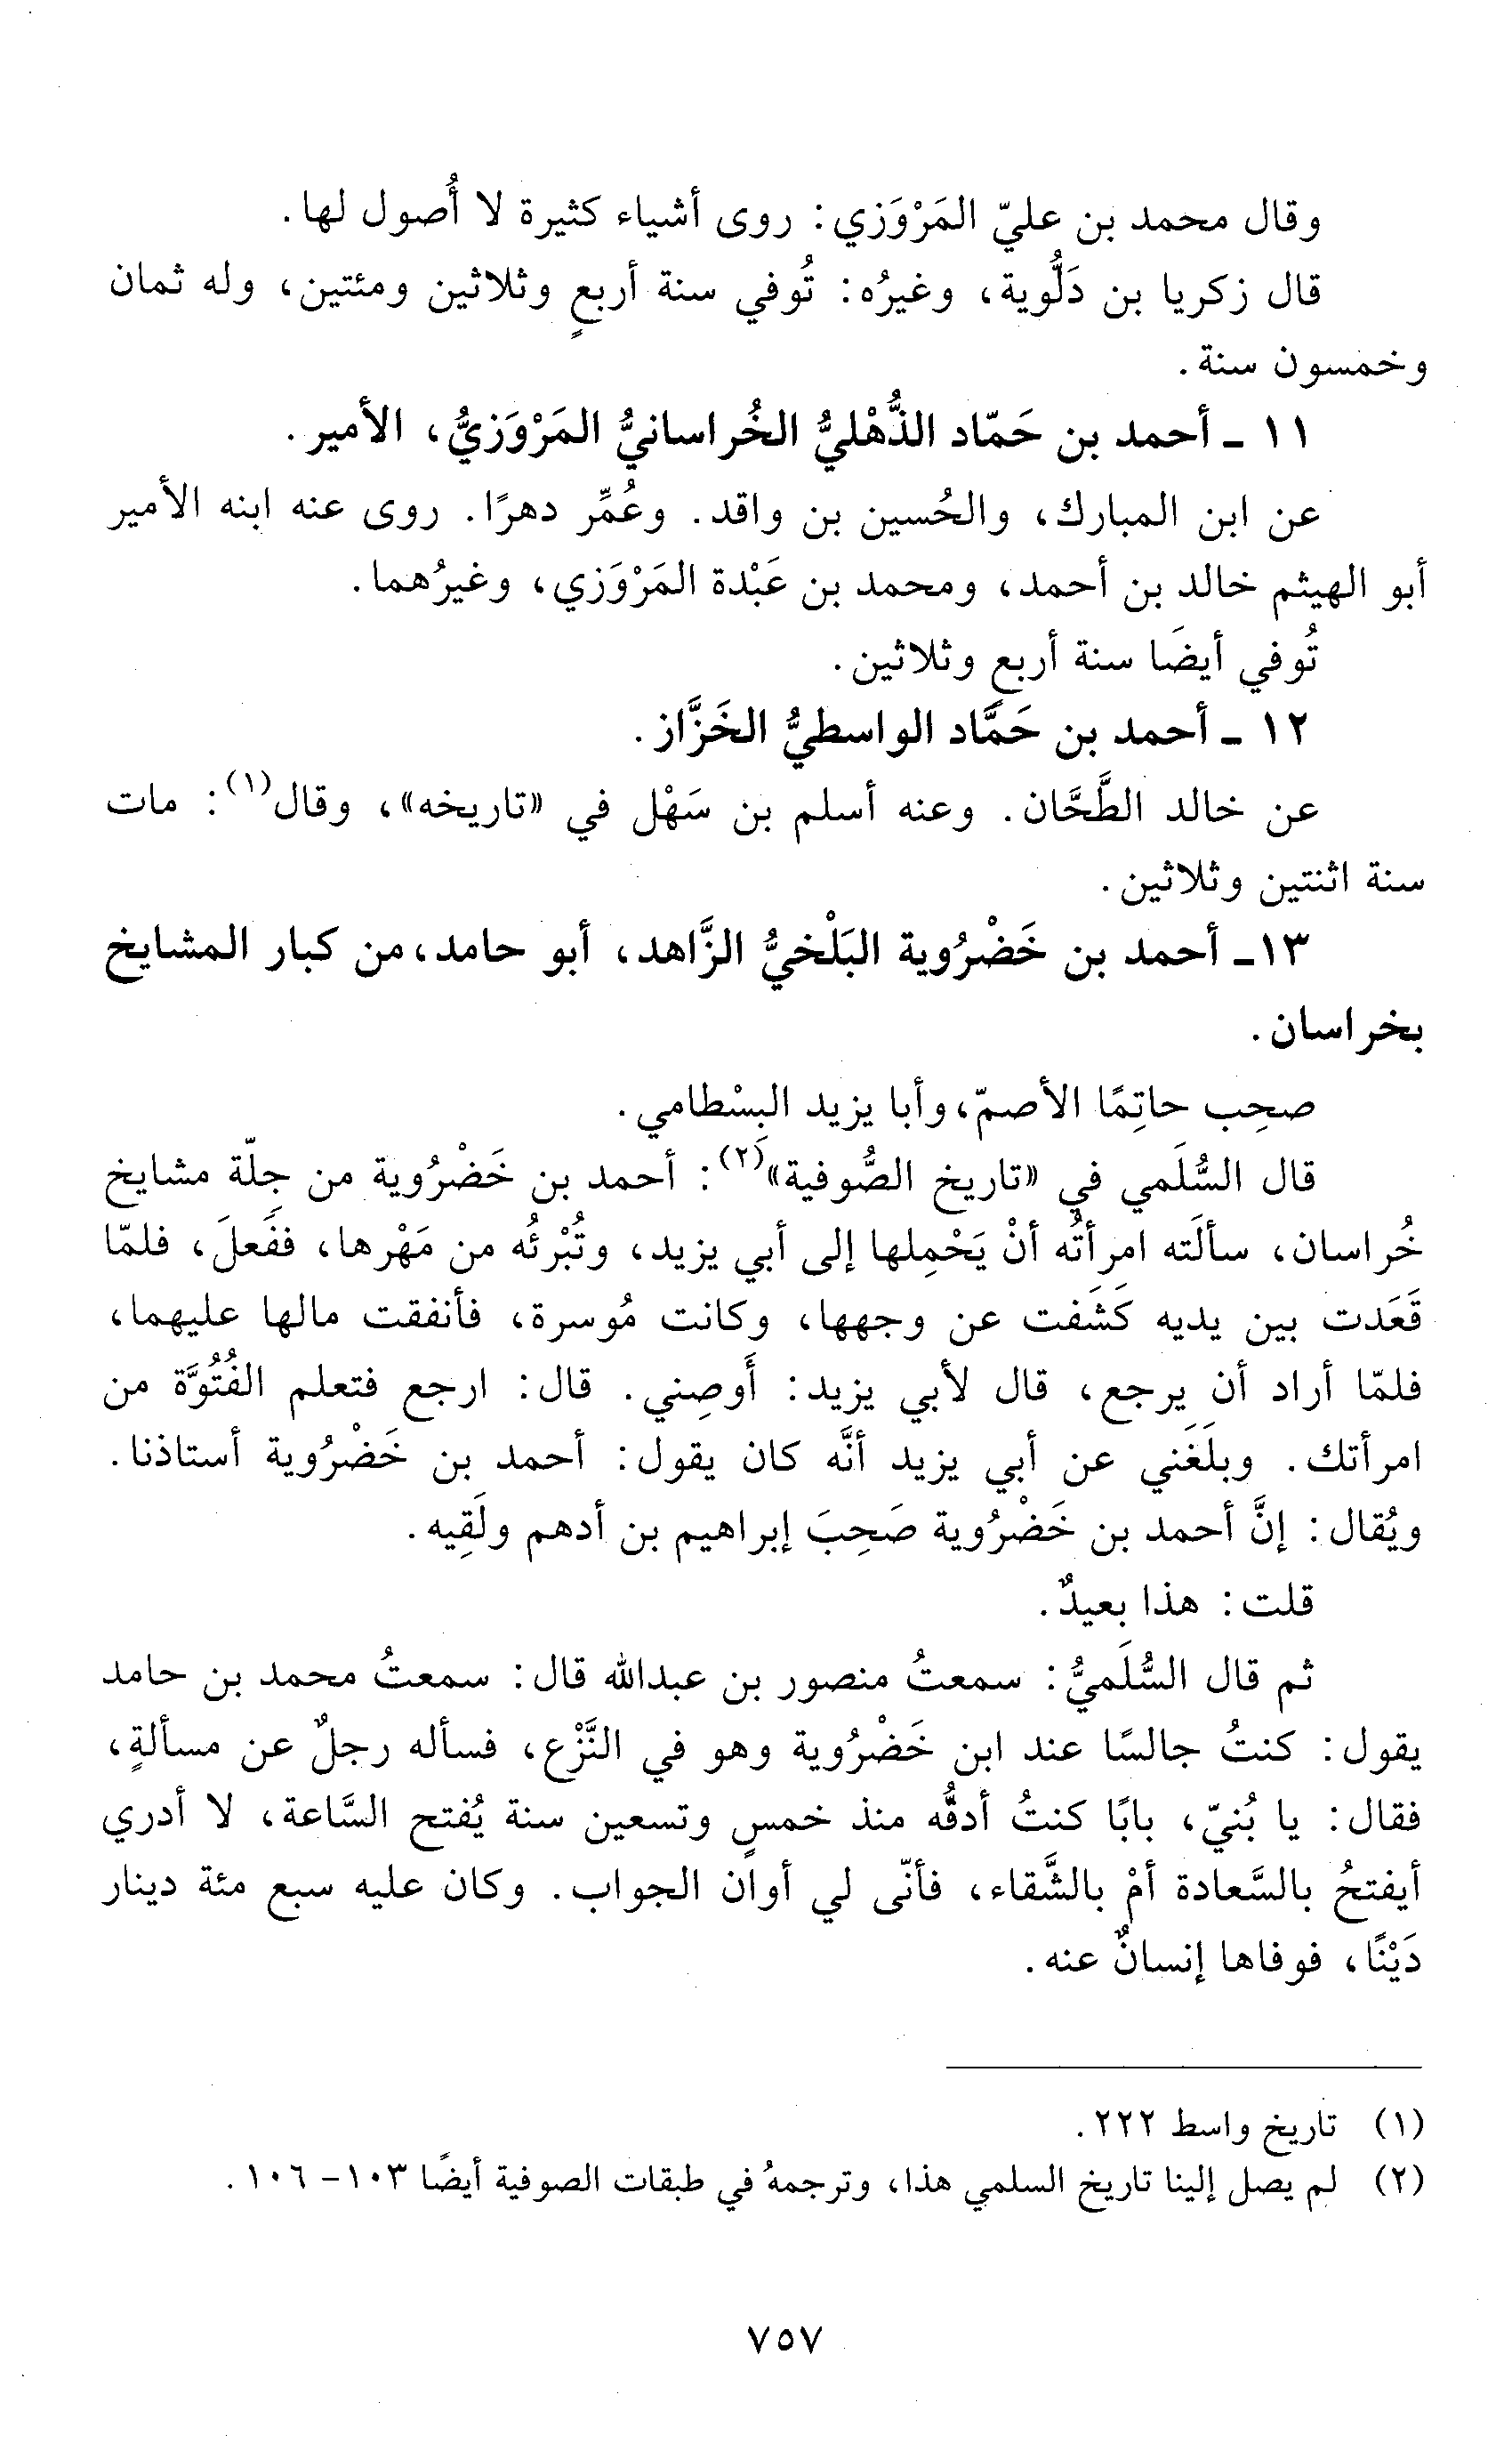 وقال محمد بن عليّ المَرْوَزي: روى أشياء كثيرة لا أُصول لها.
قال زكريا بن دَلُّوية، وغيرُه: تُوفي سنة أربعٍ وثلاثين ومئتين، وله ثمان
وخمسون سنة.
١١ - أحمد بن حَمّاد الذُّهْليُّ الخُراسانيُّ المَرْوَزيُّ، الأمير.
عن ابن المبارك، والحُسين بن واقد. وعُمِّر دهرًا. روى عنه ابنه الأمير
أبو الهيثم خالد بن أحمد، ومحمد بن عَبْدة المَرْوَزي، وغيرُهما.
تُوفي أيضَا سنة أربعٍ وثلاثين.
١٢ - أحمد بن حَمَّاد الواسطيُّ الخَزَّاز.
عن خالد الطَّحَّان. وعنه أسلم بن سَهْل في «تاريخه»، وقال(١): مات
سنة اثنتين وثلاثين.
١٣- أحمد بن خَضْرُوية البَلْخيُّ الزَّاهد، أبو حامد،من كبار المشايخ
بخراسان.
صحِب حاتِمًا الأصمّ،وأبا يزيد البِسْطامي.
قال السُّلَمي في «تاريخ الصُّوفية»(٢): أحمد بن خَضْرُوية من جِلّة مشايخ
خُراسان، سألَته امرأتُه أنْ يَحْمِلها إلى أبي يزيد، وتُبْرئُه من مَهْرها، ففَعلَ، فلمّا
قَعَدت بين يديه كَشَفت عن وجهها، وكانت مُوسرة، فأنفقت مالها عليهما،
فلمّا أراد أن يرجع، قال لأبي يزيد: أَوصِني. قال: ارجع فتعلم الفُتُوَّة من
امرأتك. وبلَغَني عن أبي يزيد أنَّه كان يقول: أحمد بن خَضْرُوية أستاذنا.
ويُقال: إنَّ أحمد بن خَضْرُوية صَحِبَ إبراهيم بن أدهم ولَقِيه.
قلت: هذا بعيدٌ.
ثم قال السُّلَميُّ: سمعتُ منصور بن عبدالله قال: سمعتُ محمد بن حامد
يقول: كنتُ جالسًا عند ابن خَضْرُوية وهو في النَّزْع، فسأله رجلٌ عن مسألةٍ،
فقال: يا بُنيّ، بابًا كنتُ أدقُّه منذ خمسٍ وتسعين سنة يُفتح السَّاعة، لا أدري
أيفتحُ بالسَّعادة أمْ بالشَّقاء، فأنّى لي أوان الجواب. وكان عليه سبع مئة دينار
دَيْنًا، فوفاها إنسانٌ عنه.
(١) تاريخ واسط ٢٢٢.
(٢) لم يصل إلينا تاريخ السلمي هذا، وترجمهُ في طبقات الصوفية أيضًا ١٠٣- ١٠٦.
٧٥٧